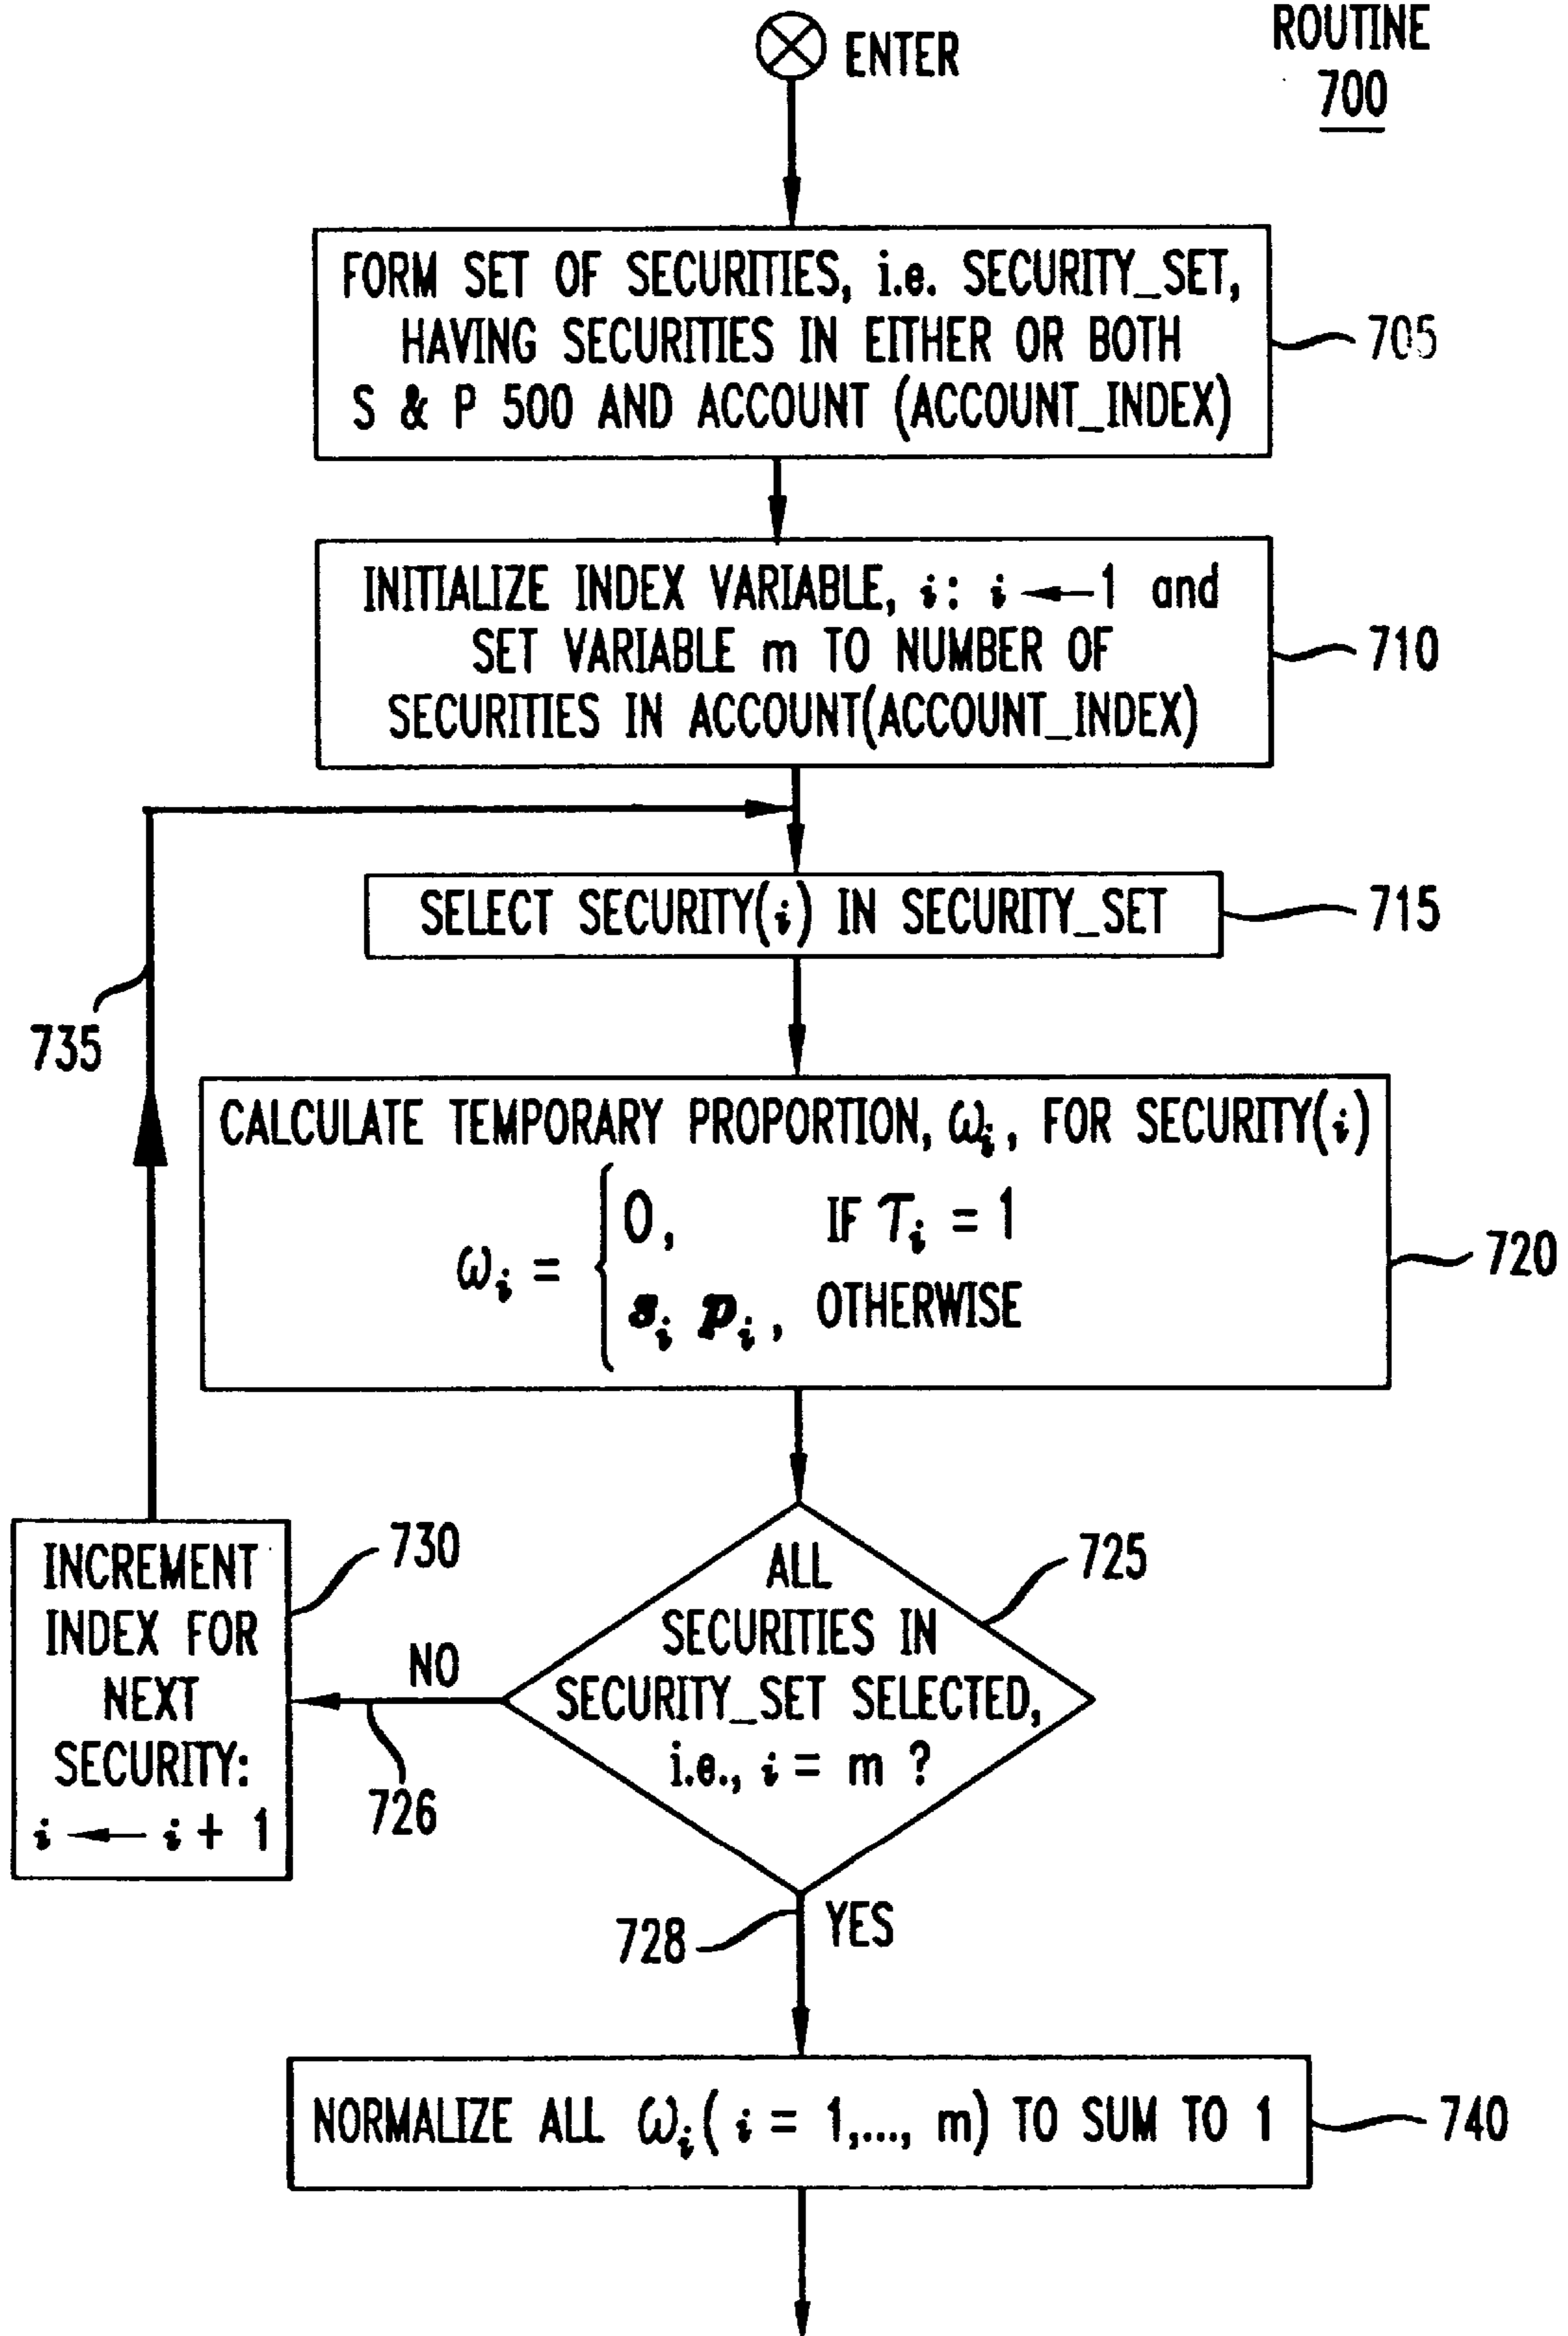 ROUTINE
700
ENTER
FORM SET OF SECURITIES, i.e. SECURITY_SET,
HAVING SECURITIES IN EITHER OR BOTH
S & P 500 AND ACCOUNT (ACCOUNT_INDEX)
705
INITIALIZE INDEX VARIABLE, i: i ← 1 and
SET VARIABLE m TO NUMBER OF
SECURITIES IN ACCOUNT(ACCOUNT_INDEX)
710
SELECT SECURITY(i) IN SECURITY_SET
715
735
CALCULATE TEMPORARY PROPORTION, ωᵢ, FOR SECURITY(i)
0, IF τᵢ = 1
ωᵢ = {
sᵢ pᵢ, OTHERWISE
720
ALL
SECURITIES IN
SECURITY_SET SELECTED,
i.e., i = m ?
725
NO
726
INCREMENT
INDEX FOR
NEXT
SECURITY:
i ← i + 1
730
728
YES
NORMALIZE ALL ωᵢ( i = 1,..., m) TO SUM TO 1
740